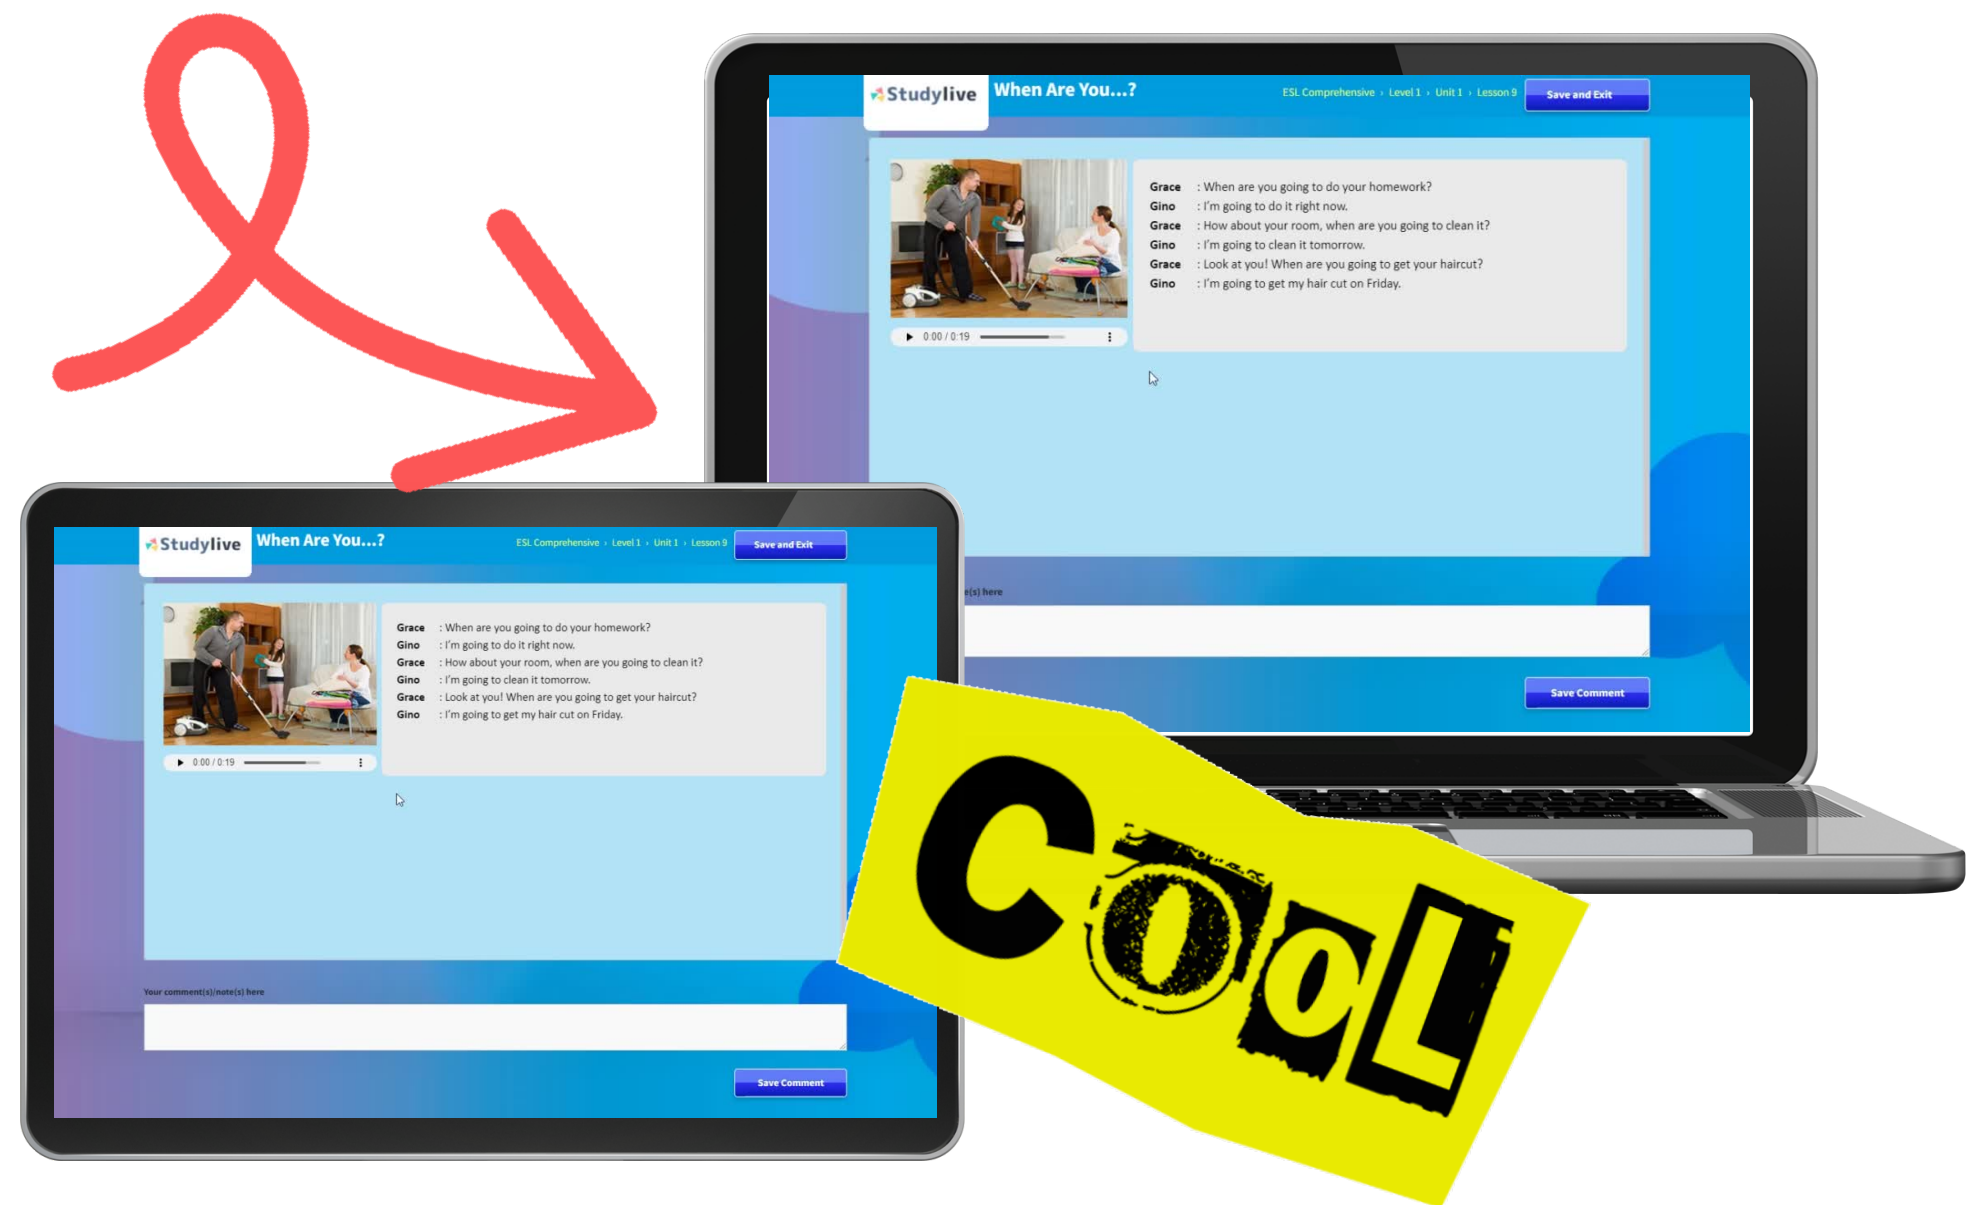 Studylive
When Are You...?
ESL Comprehensive › Level 1 › Unit 1 › Lesson 9
Save and Exit
Grace : When are you going to do your homework?
Gino : I'm going to do it right now.
Grace : How about your room, when are you going to clean it?
Gino : I'm going to clean it tomorrow.
Grace : Look at you! When are you going to get your haircut?
Gino : I'm going to get my hair cut on Friday.
0:00 / 0:19
e(s) here
Save Comment
Studylive
When Are You...?
ESL Comprehensive › Level 1 › Unit 1 › Lesson 9
Save and Exit
Grace : When are you going to do your homework?
Gino : I'm going to do it right now.
Grace : How about your room, when are you going to clean it?
Gino : I'm going to clean it tomorrow.
Grace : Look at you! When are you going to get your haircut?
Gino : I'm going to get my hair cut on Friday.
0:00 / 0:19
Your comment(s)/note(s) here
Save Comment
CooL